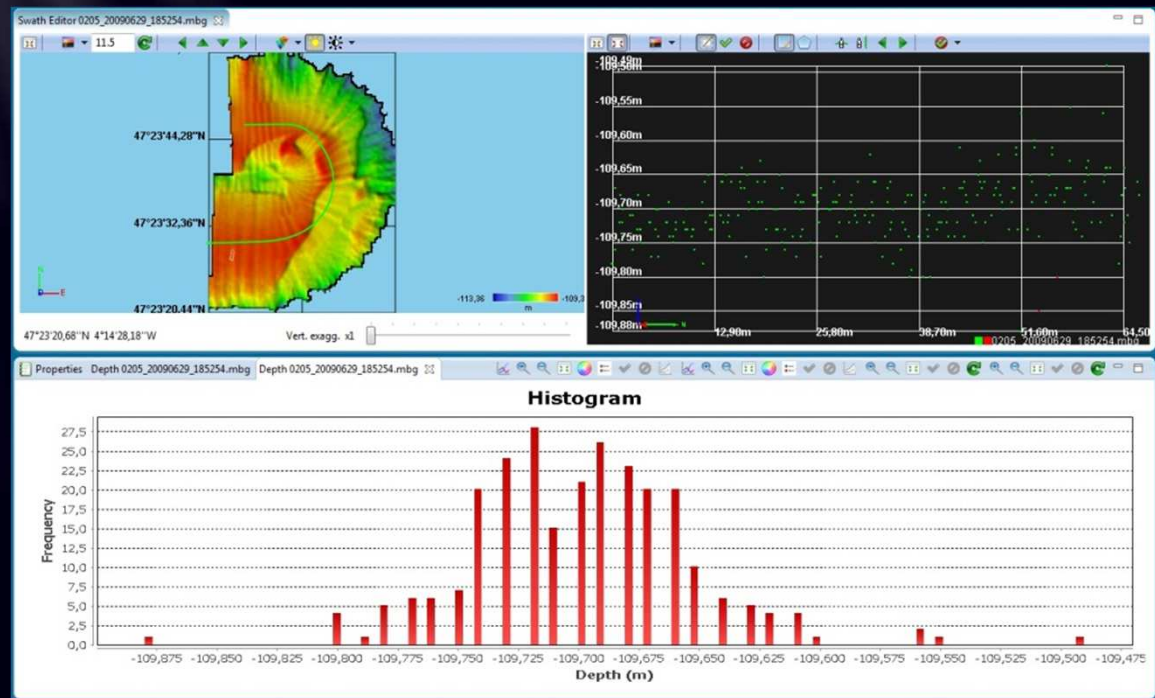 Swath Editor 0205_20090629_185254.mbg
11.5
47°23'44,28"N
47°23'32,36"N
47°23'20,44"N
-113,36
-109,3
m
47°23'20,68"N 4°14'28,18"W
Vert. exagg. x1
-109,50m
-109,55m
-109,60m
-109,65m
-109,70m
-109,75m
-109,80m
-109,85m
-109,88m
N
12,90m
25,80m
38,70m
51,60m
64,50
0205_20090629_185254.mbg
Properties
Depth 0205_20090629_185254.mbg
Depth 0205_20090629_185254.mbg
Histogram
Frequency
27,5
25,0
22,5
20,0
17,5
15,0
12,5
10,0
7,5
5,0
2,5
0,0
-109,875
-109,850
-109,825
-109,800
-109,775
-109,750
-109,725
-109,700
-109,675
-109,650
-109,625
-109,600
-109,575
-109,550
-109,525
-109,500
-109,475
Depth (m)